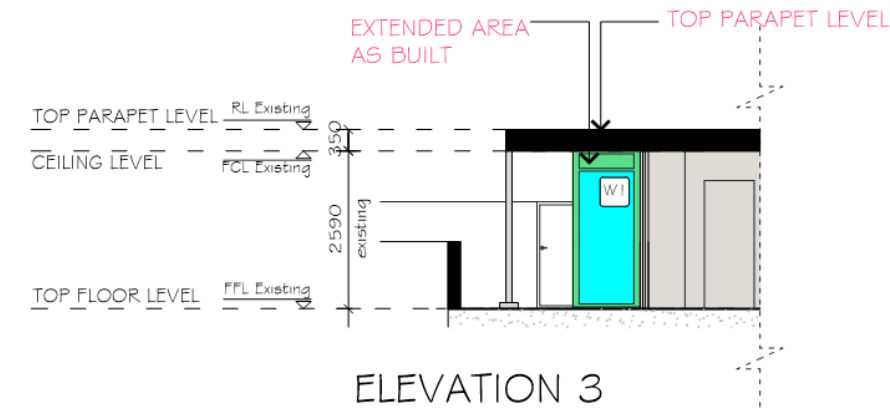 EXTENDED AREA
AS BUILT
TOP PARAPET LEVEL
TOP PARAPET LEVEL
RL Existing
CEILING LEVEL
FCL Existing
350
2590
existing
W1
TOP FLOOR LEVEL
FFL Existing
ELEVATION 3